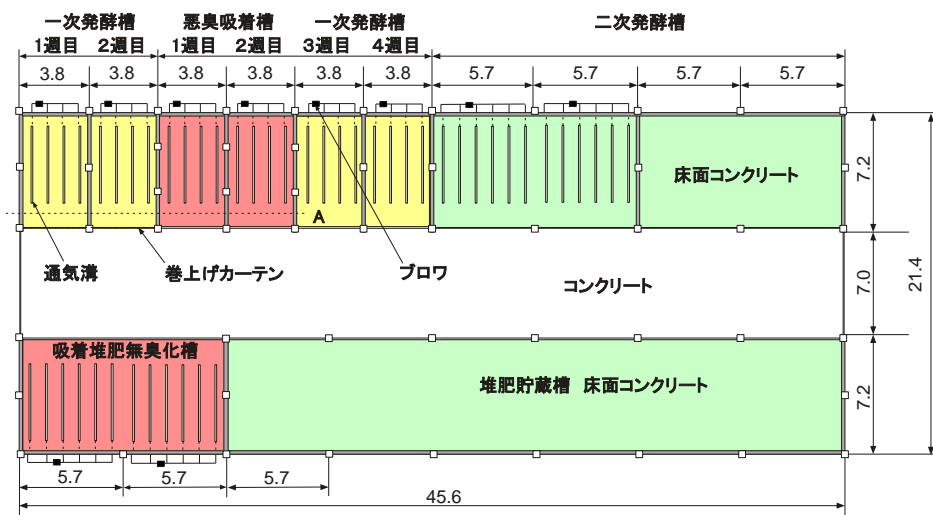 一次発酵槽 悪臭吸着槽 一次発酵槽 二次発酵槽
1週目 2週目 1週目 2週目 3週目 4週目
3.8 3.8 3.8 3.8 3.8 3.8 5.7 5.7 5.7 5.7
床面コンクリート
7.2
A
通気溝 巻上げカーテン ブロワ コンクリート
7.0
21.4
吸着堆肥無臭化槽
堆肥貯蔵槽 床面コンクリート
7.2
5.7 5.7 5.7
45.6